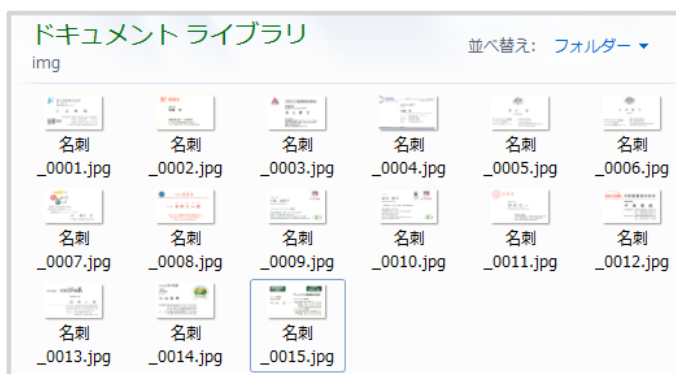 ドキュメント ライブラリ
img
並べ替え: フォルダー ▼
名刺
_0001.jpg
名刺
_0002.jpg
名刺
_0003.jpg
名刺
_0004.jpg
名刺
_0005.jpg
名刺
_0006.jpg
名刺
_0007.jpg
名刺
_0008.jpg
名刺
_0009.jpg
名刺
_0010.jpg
名刺
_0011.jpg
名刺
_0012.jpg
名刺
_0013.jpg
名刺
_0014.jpg
名刺
_0015.jpg